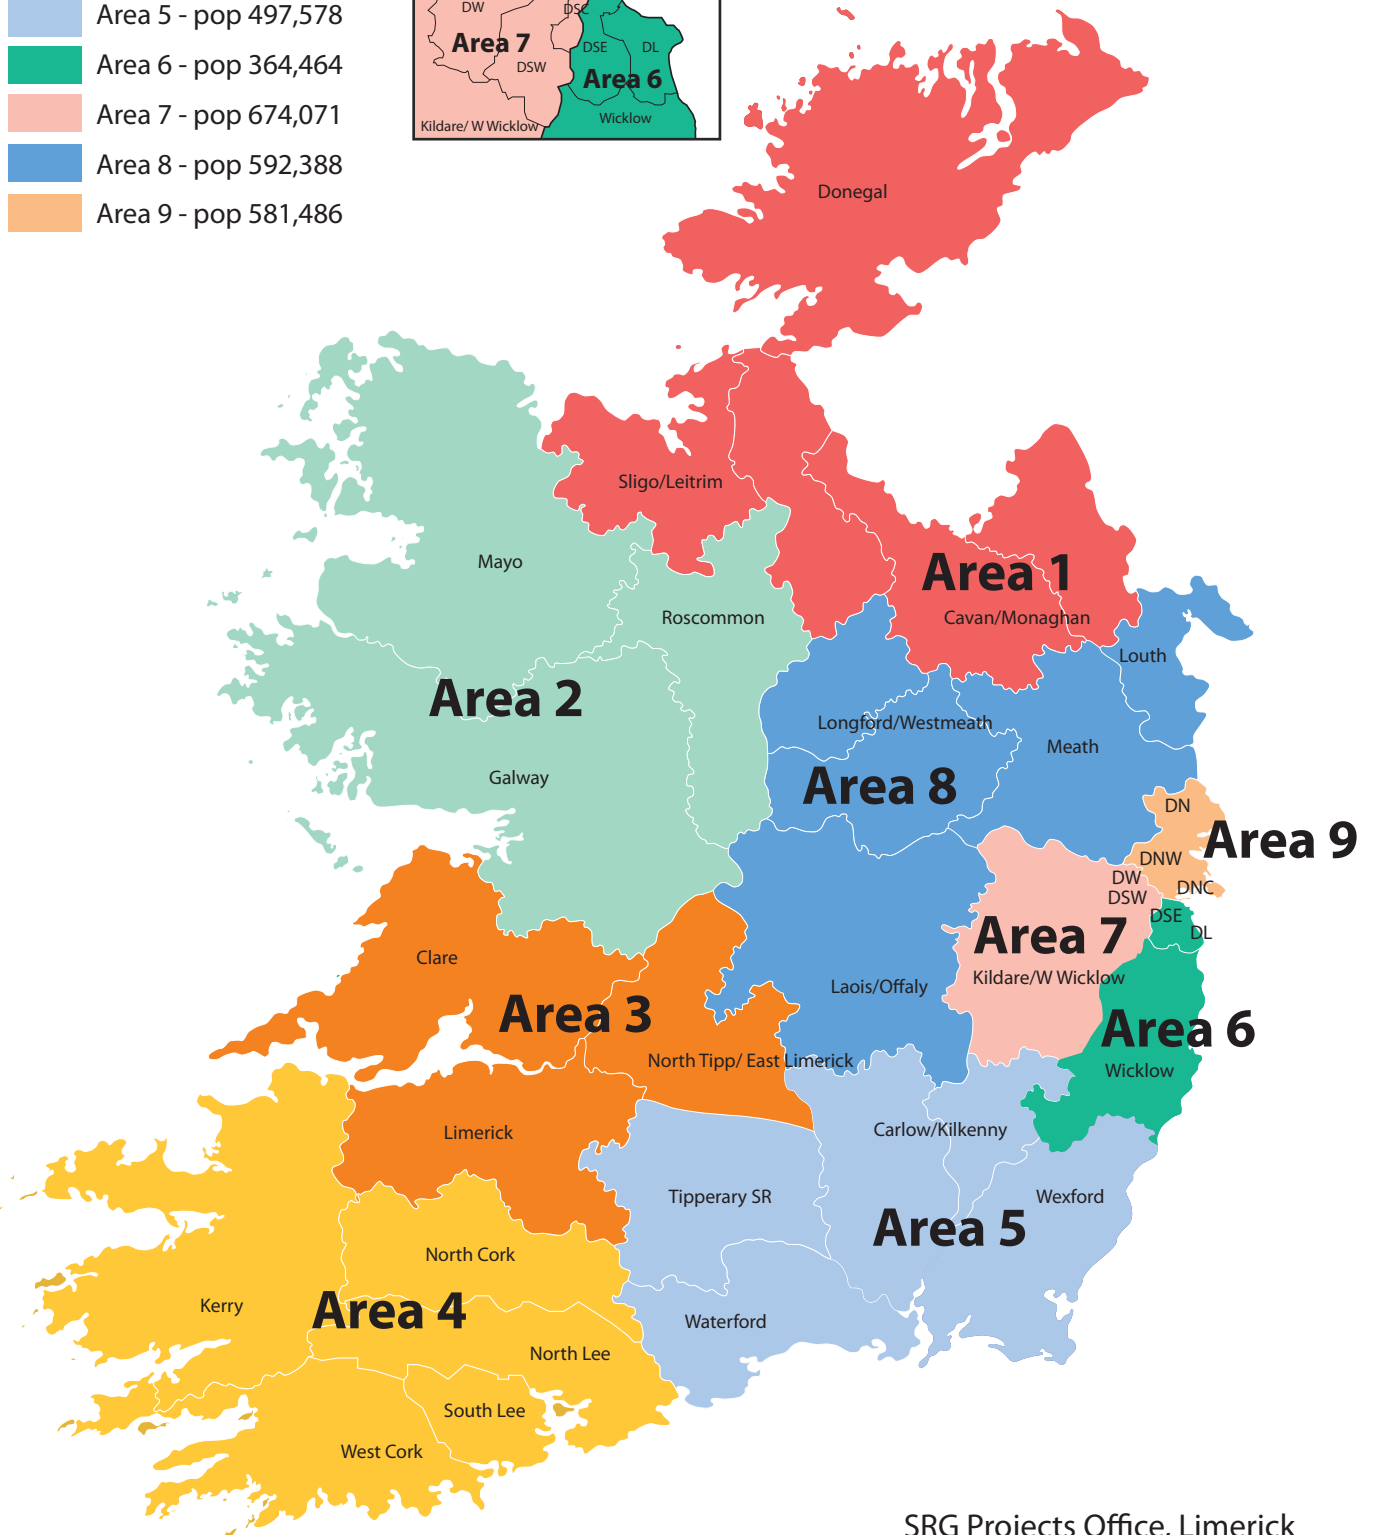 Area 5 - pop 497,578
Area 6 - pop 364,464
Area 7 - pop 674,071
Area 8 - pop 592,388
Area 9 - pop 581,486
DW
DSC
Area 7
DSE
DL
DSW
Area 6
Wicklow
Kildare/ W Wicklow
Donegal
Sligo/Leitrim
Mayo
Area 1
Roscommon
Cavan/Monaghan
Louth
Area 2
Longford/Westmeath
Meath
Galway
Area 8
DN
Area 9
DNW
DW
DNC
DSW
DSE
DL
Area 7
Clare
Kildare/W Wicklow
Laois/Offaly
Area 3
Area 6
North Tipp/ East Limerick
Wicklow
Limerick
Carlow/Kilkenny
Tipperary SR
Wexford
Area 5
North Cork
Kerry
Area 4
Waterford
North Lee
South Lee
West Cork
SRG Projects Office, Limerick